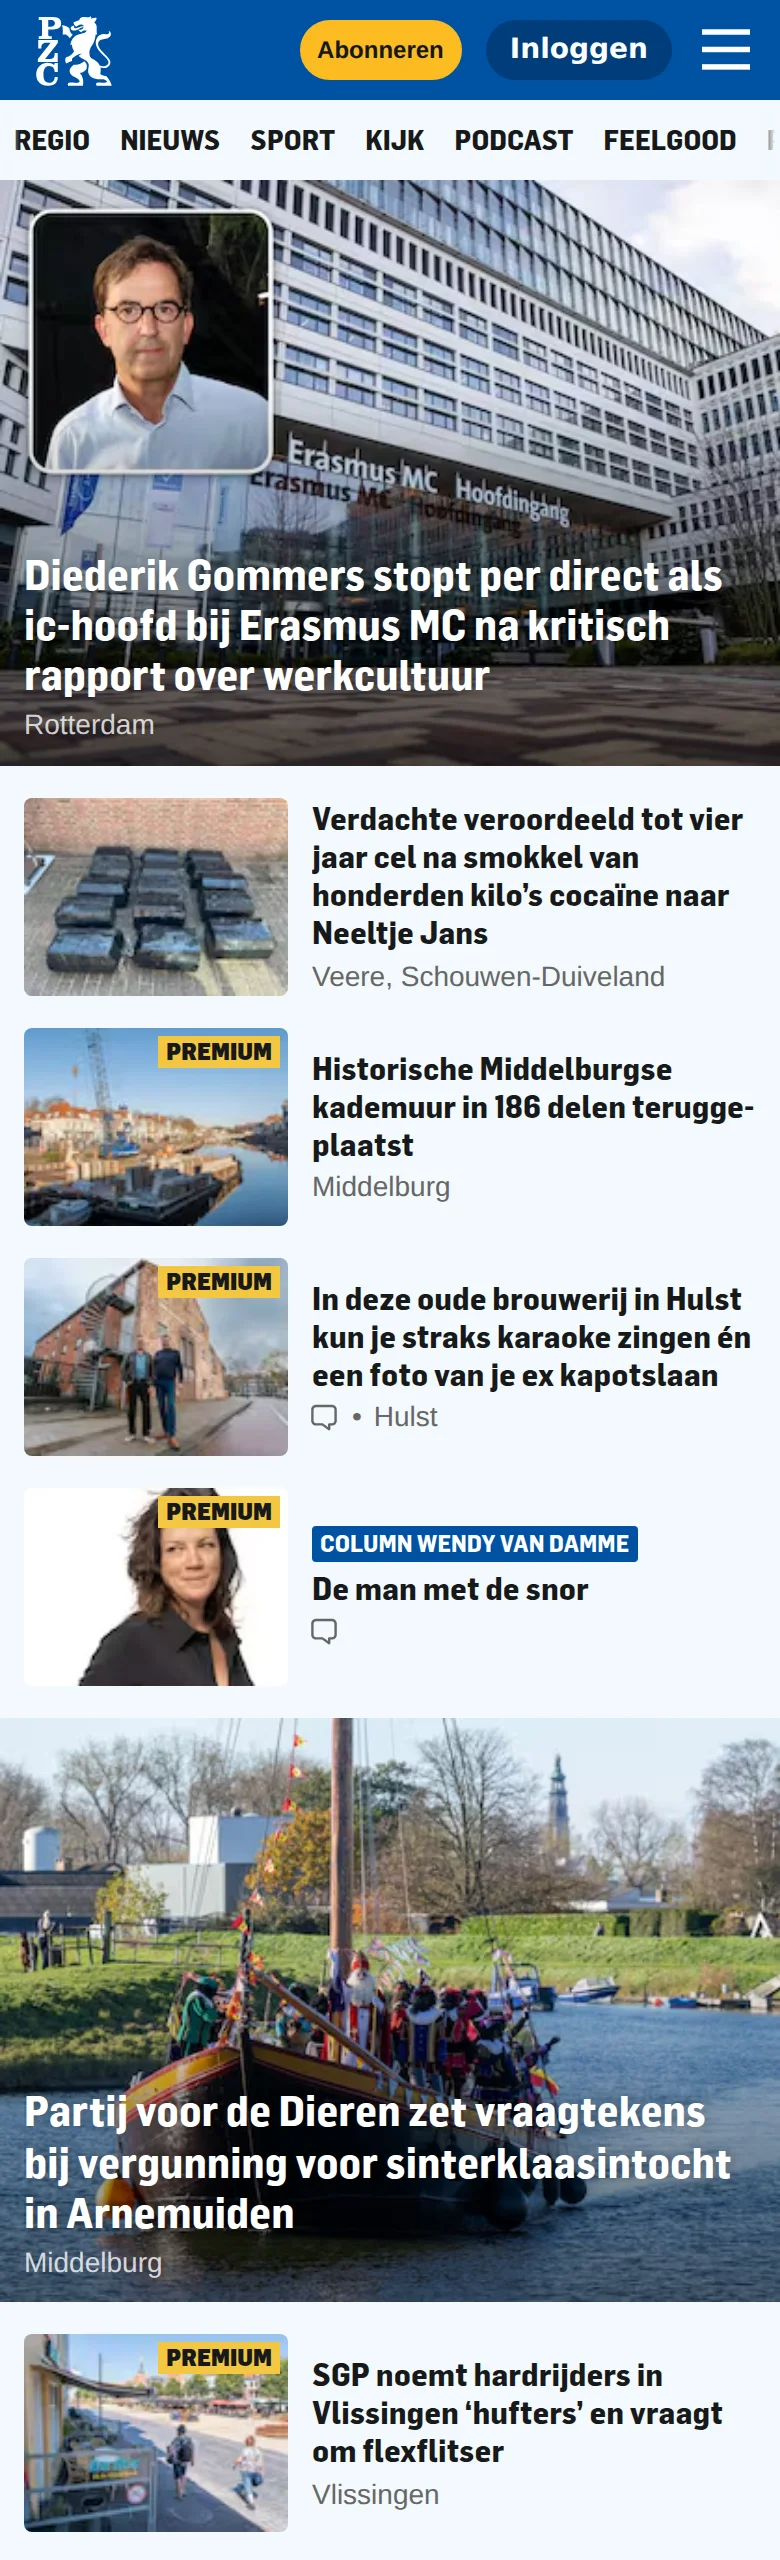 PZC
Abonneren
Inloggen
REGIO NIEUWS SPORT KIJK PODCAST FEELGOOD
Erasmus MC Hoofdingang
Diederik Gommers stopt per direct als
ic-hoofd bij Erasmus MC na kritisch
rapport over werkcultuur
Rotterdam
Verdachte veroordeeld tot vier
jaar cel na smokkel van
honderden kilo’s cocaïne naar
Neeltje Jans
Veere, Schouwen-Duiveland
PREMIUM
Historische Middelburgse
kademuur in 186 delen terugge-
plaatst
Middelburg
PREMIUM
In deze oude brouwerij in Hulst
kun je straks karaoke zingen én
een foto van je ex kapotslaan
• Hulst
PREMIUM
COLUMN WENDY VAN DAMME
De man met de snor
Partij voor de Dieren zet vraagtekens
bij vergunning voor sinterklaasintocht
in Arnemuiden
Middelburg
PREMIUM
SGP noemt hardrijders in
Vlissingen ‘hufters’ en vraagt
om flexflitser
Vlissingen